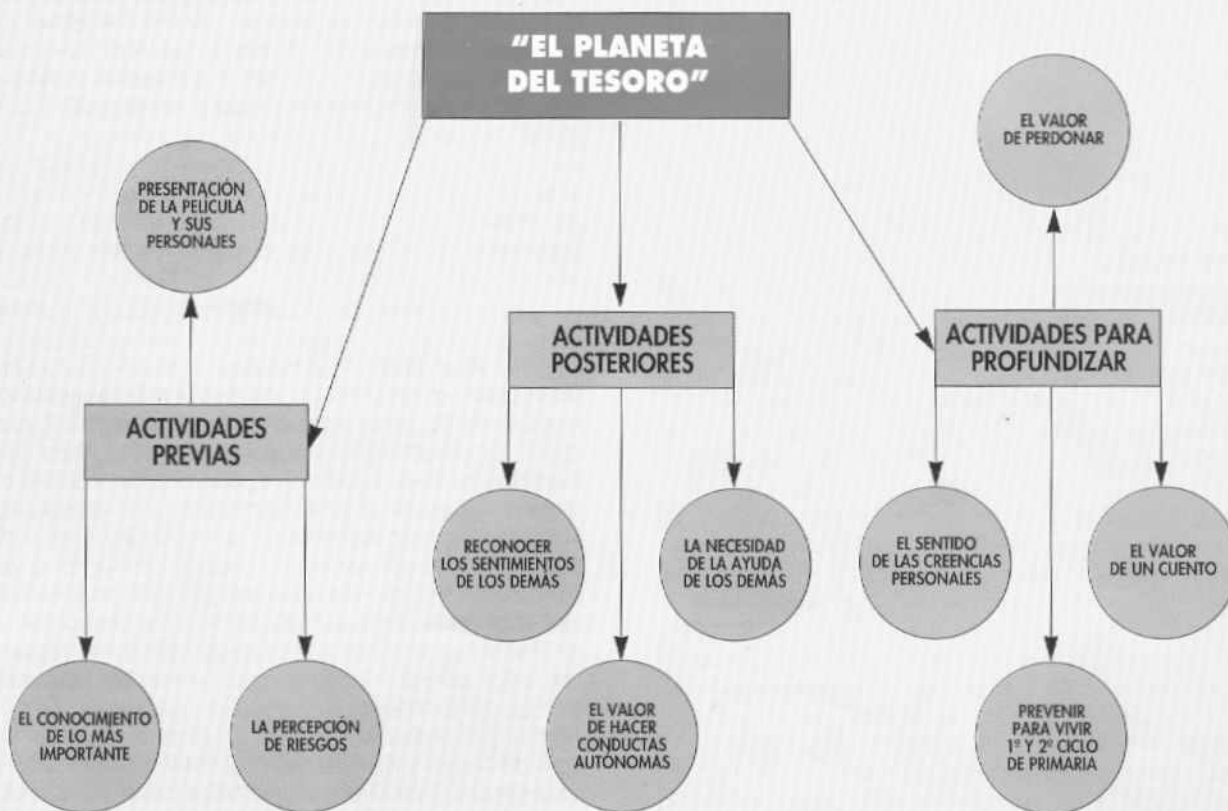 "EL PLANETA
DEL TESORO"
EL VALOR
DE PERDONAR
PRESENTACIÓN
DE LA PELÍCULA
Y SUS
PERSONAJES
ACTIVIDADES
POSTERIORES
ACTIVIDADES PARA
PROFUNDIZAR
ACTIVIDADES
PREVIAS
RECONOCER
LOS SENTIMIENTOS
DE LOS DEMÁS
LA NECESIDAD
DE LA AYUDA
DE LOS DEMÁS
EL SENTIDO
DE LAS CREENCIAS
PERSONALES
EL VALOR
DE UN CUENTO
EL CONOCIMIENTO
DE LO MÁS
IMPORTANTE
LA PERCEPCIÓN
DE RIESGOS
EL VALOR
DE HACER
CONDUCTAS
AUTÓNOMAS
PREVENIR
PARA VIVIR
1º Y 2º CICLO
DE PRIMARIA